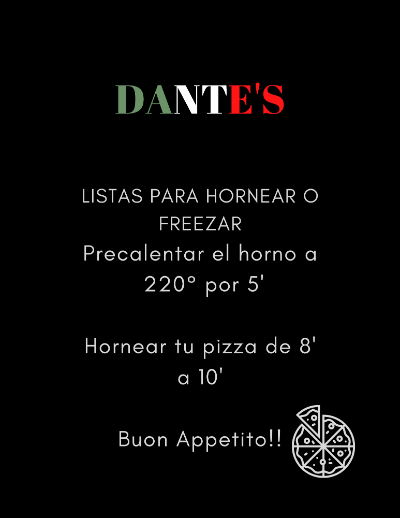 DANTE'S
LISTAS PARA HORNEAR O
FREEZAR
Precalentar el horno a
220° por 5'
Hornear tu pizza de 8'
a 10'
Buon Appetito!!